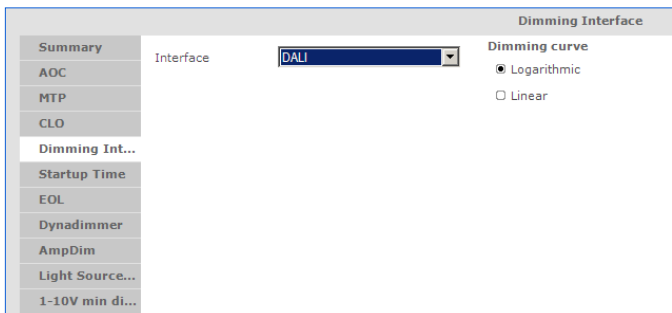 Dimming Interface
Summary
AOC
MTP
CLO
Dimming Int...
Startup Time
EOL
Dynadimmer
AmpDim
Light Source...
1-10V min di...
Interface
DALI
Dimming curve
Logarithmic
Linear